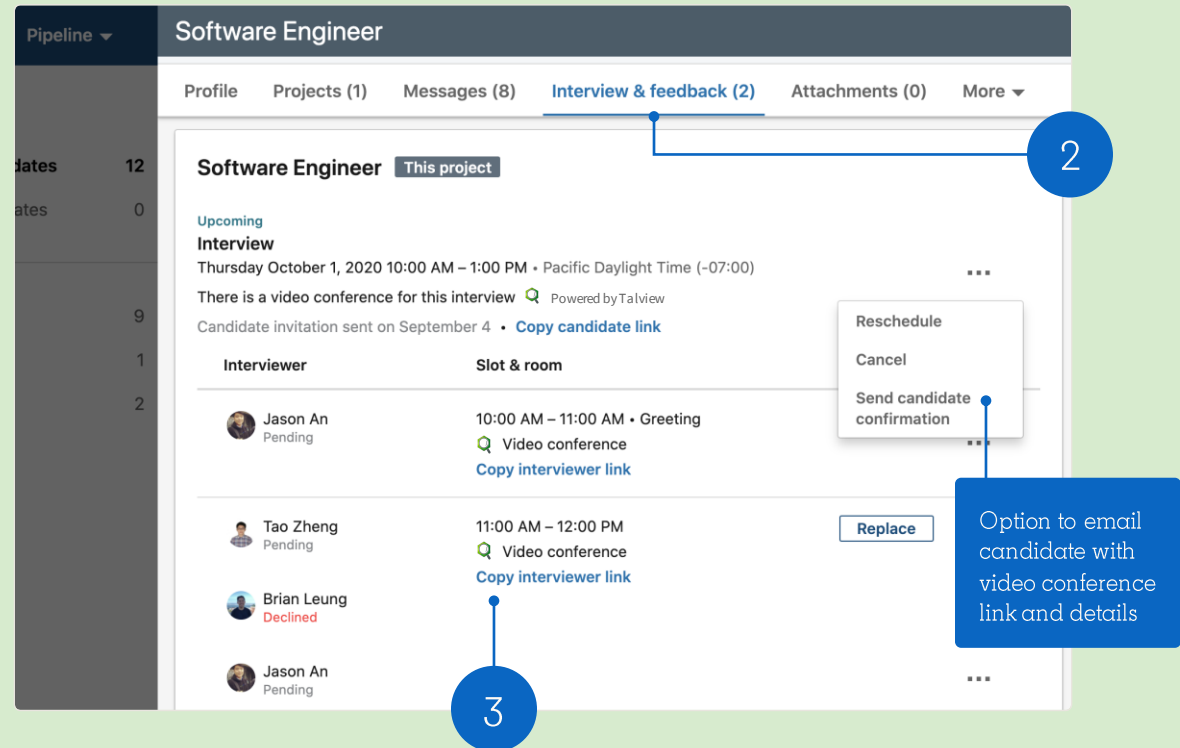 Pipeline
Software Engineer
Profile Projects (1) Messages (8) Interview & feedback (2) Attachments (0) More
2
dates 12
ates 0
9
1
2
Software Engineer This project
Upcoming
Interview
Thursday October 1, 2020 10:00 AM – 1:00 PM • Pacific Daylight Time (-07:00)
There is a video conference for this interview Powered by Talview
Candidate invitation sent on September 4 • Copy candidate link
Reschedule
Cancel
Send candidate
confirmation
Interviewer Slot & room
Jason An
Pending
10:00 AM – 11:00 AM • Greeting
Video conference
Copy interviewer link
Tao Zheng
Pending
11:00 AM – 12:00 PM
Video conference
Copy interviewer link
Replace
Brian Leung
Declined
Jason An
Pending
Option to email
candidate with
video conference
link and details
3